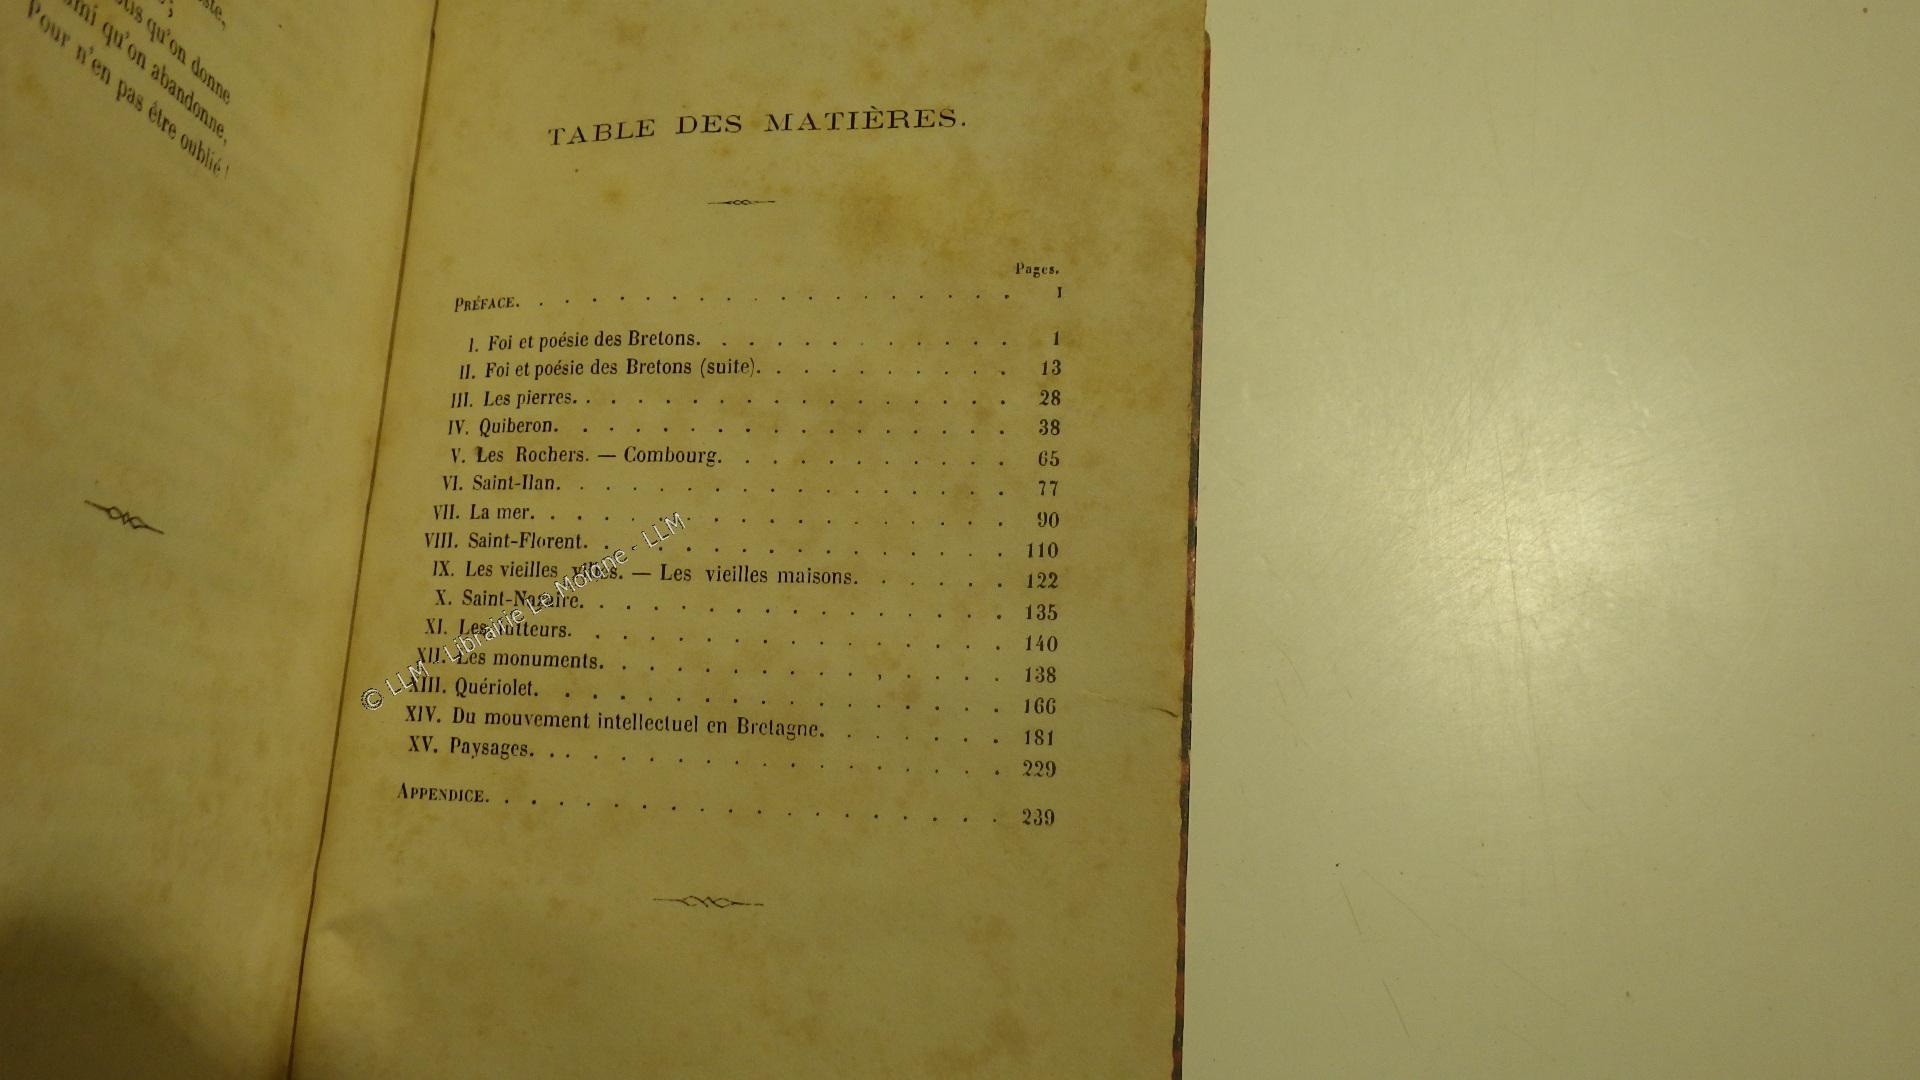 qu'on donne
qu'on abandonne,
Pour n'en pas être oublié!
TABLE DES MATIÈRES.
Pages.
PRÉFACE. . . . . . . . . . . . . . . . . . . I
I. Foi et poésie des Bretons. . . . . . . . . . . . 1
II. Foi et poésie des Bretons (suite). . . . . . . . . . 13
III. Les pierres. . . . . . . . . . . . . . . . . 28
IV. Quiberon. . . . . . . . . . . . . . . . . . 38
V. Les Rochers. — Combourg. . . . . . . . . . . 65
VI. Saint-Ilan. . . . . . . . . . . . . . . . . 77
VII. La mer. . . . . . . . . . . . . . . . . . 90
VIII. Saint-Florent. . . . . . . . . . . . . . . . 110
IX. Les vieilles villes. — Les vieilles maisons. . . . . . 122
X. Saint-Nazaire. . . . . . . . . . . . . . . . 135
XI. Les lutteurs. . . . . . . . . . . . . . . . 140
XII. Les monuments. . . . . . . . . . . . . . . 138
XIII. Quériolet. . . . . . . . . . . . . . . . . 166
XIV. Du mouvement intellectuel en Bretagne. . . . . . . 181
XV. Paysages. . . . . . . . . . . . . . . . . . 229
APPENDICE. . . . . . . . . . . . . . . . . . . 239
© LLM - Librairie Le Moigne - LLM